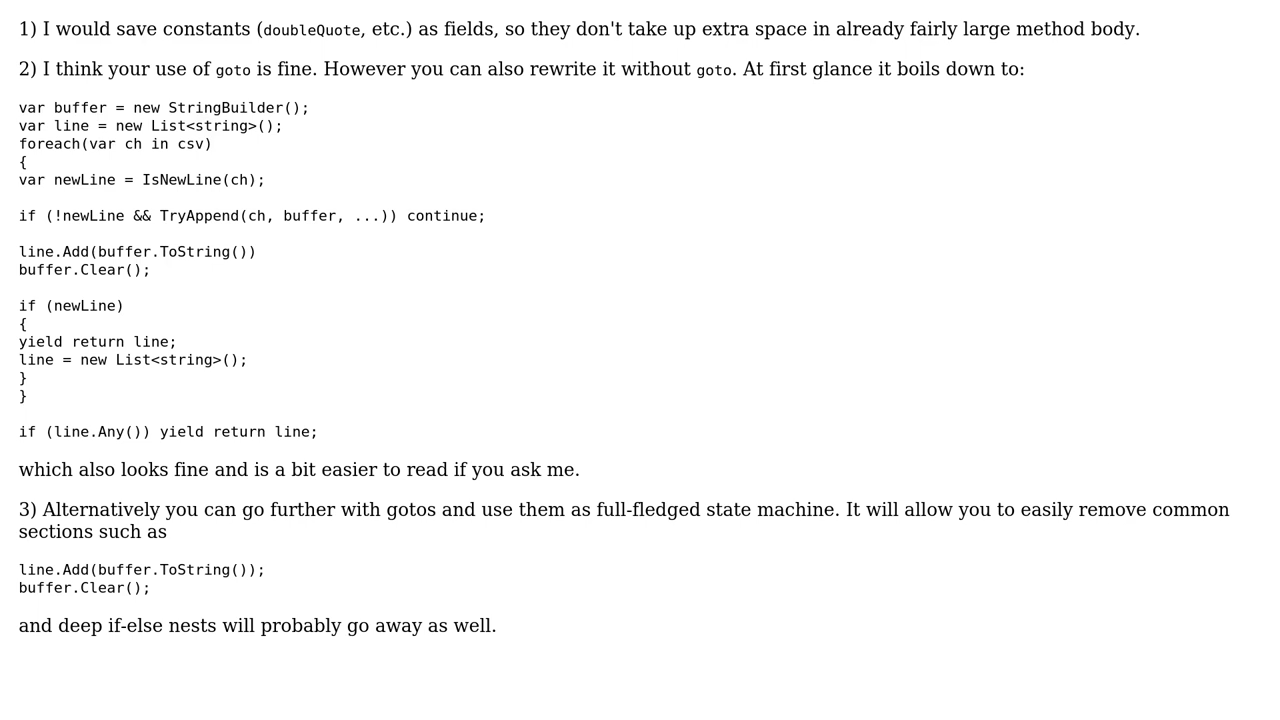 1) I would save constants (doubleQuote, etc.) as fields, so they don't take up extra space in already fairly large method body.
2) I think your use of goto is fine. However you can also rewrite it without goto. At first glance it boils down to:
var buffer = new StringBuilder();
var line = new List<string>();
foreach(var ch in csv)
{
var newLine = IsNewLine(ch);
if (!newLine && TryAppend(ch, buffer, ...)) continue;
line.Add(buffer.ToString())
buffer.Clear();
if (newLine)
{
yield return line;
line = new List<string>();
}
}
if (line.Any()) yield return line;
which also looks fine and is a bit easier to read if you ask me.
3) Alternatively you can go further with gotos and use them as full-fledged state machine. It will allow you to easily remove common
sections such as
line.Add(buffer.ToString());
buffer.Clear();
and deep if-else nests will probably go away as well.